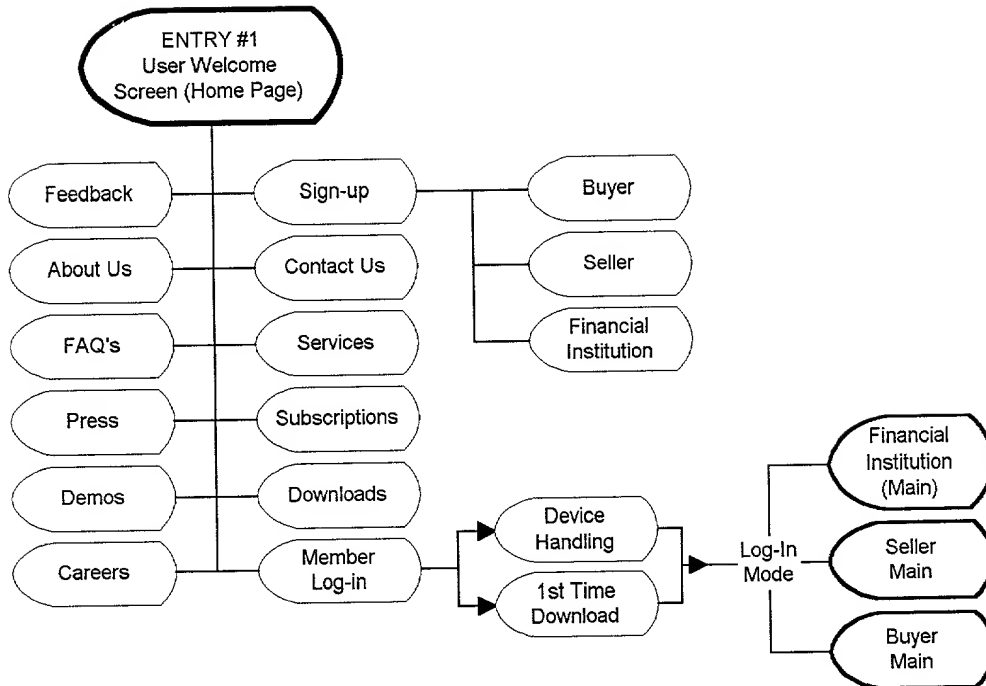 ENTRY #1
User Welcome
Screen (Home Page)
Feedback
Sign-up
Buyer
About Us
Contact Us
Seller
FAQ's
Services
Financial
Institution
Press
Subscriptions
Demos
Downloads
Careers
Member
Log-in
Device
Handling
1st Time
Download
Log-In
Mode
Financial
Institution
(Main)
Seller
Main
Buyer
Main